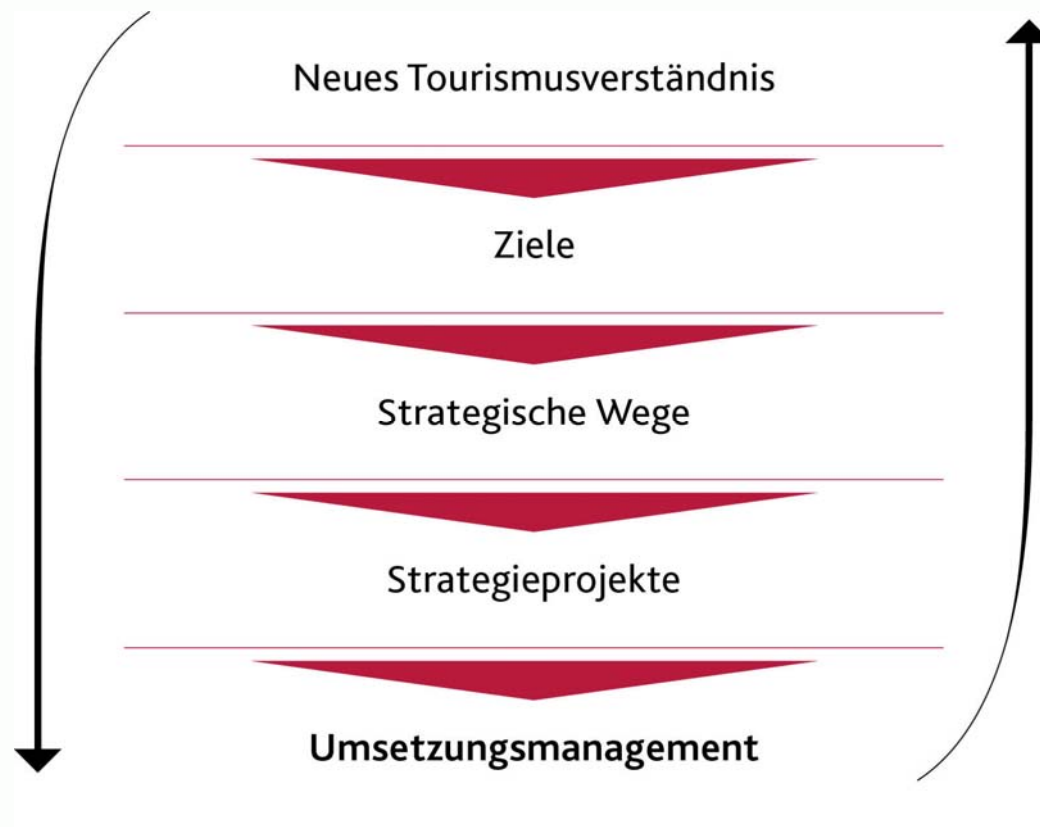 Neues Tourismusverständnis
Ziele
Strategische Wege
Strategieprojekte
Umsetzungsmanagement